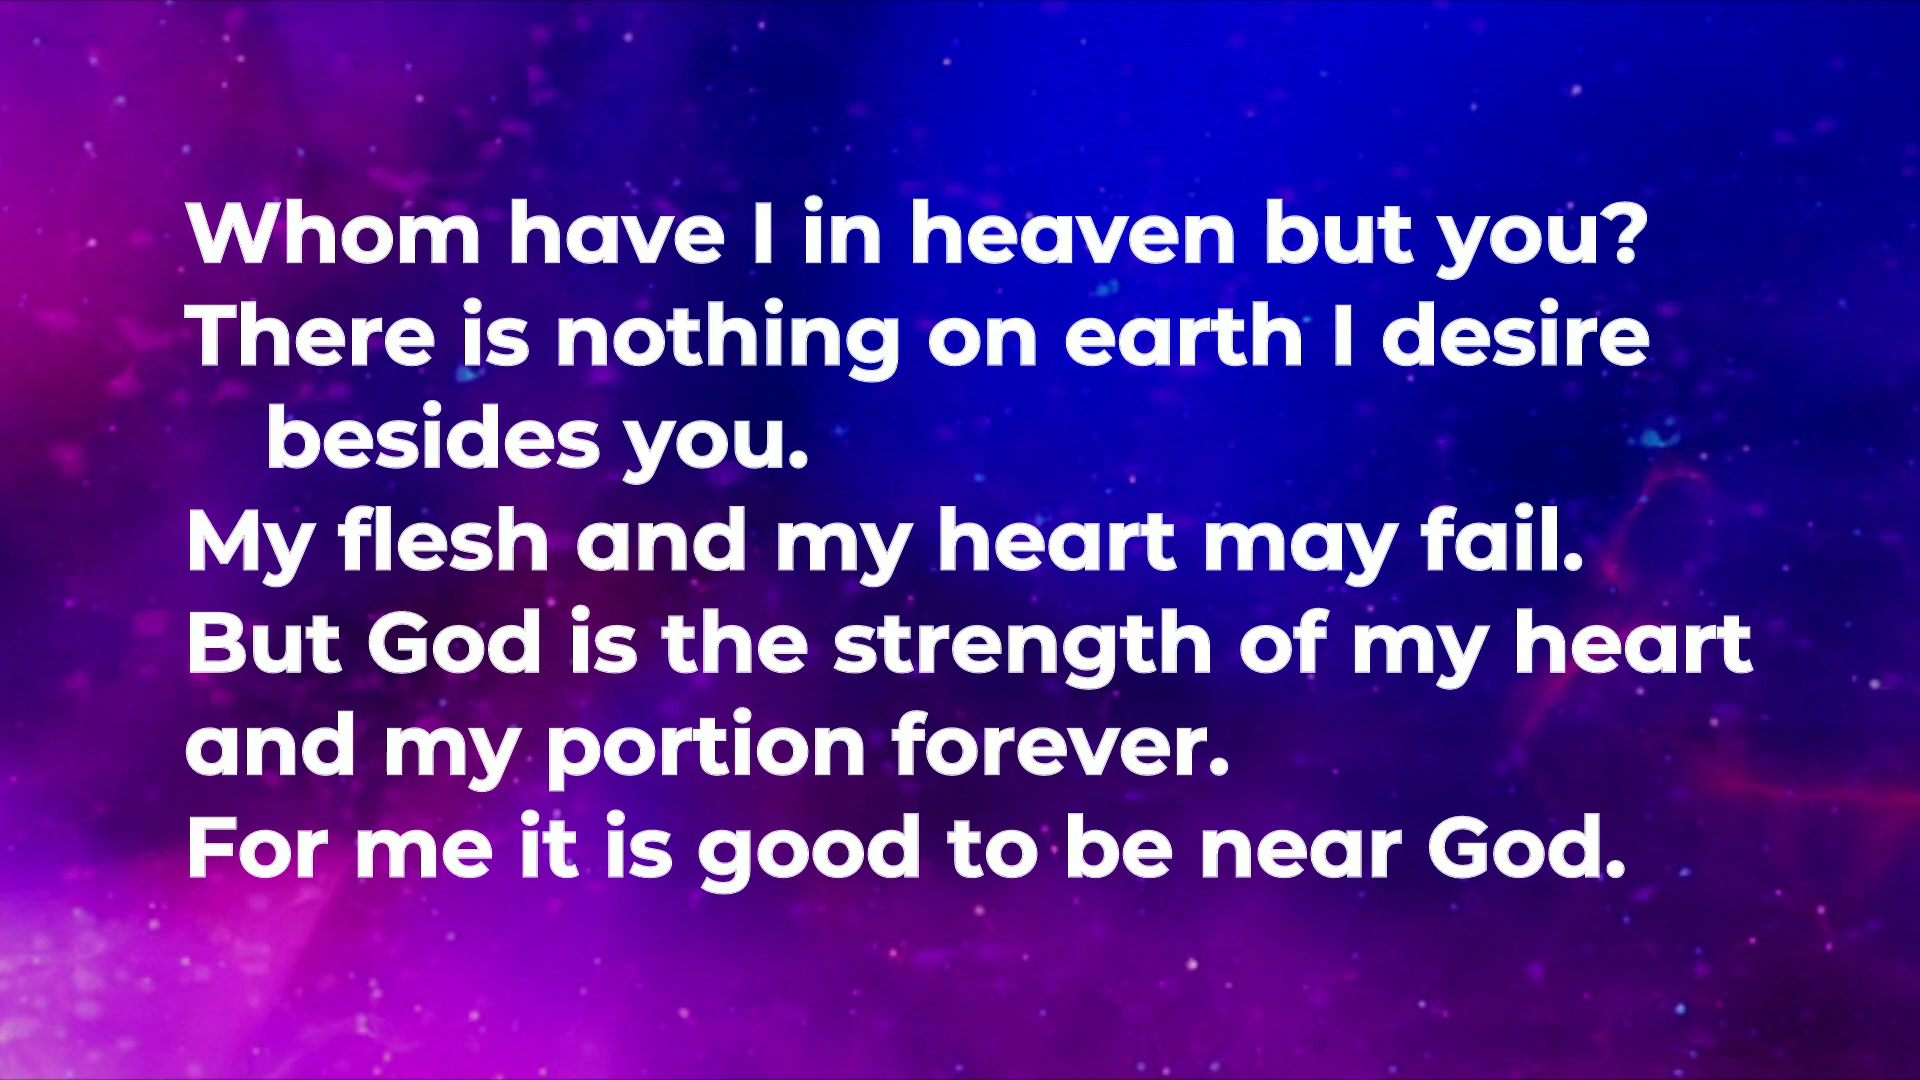 Whom have I in heaven but you?
There is nothing on earth I desire
besides you.
My flesh and my heart may fail.
But God is the strength of my heart
and my portion forever.
For me it is good to be near God.